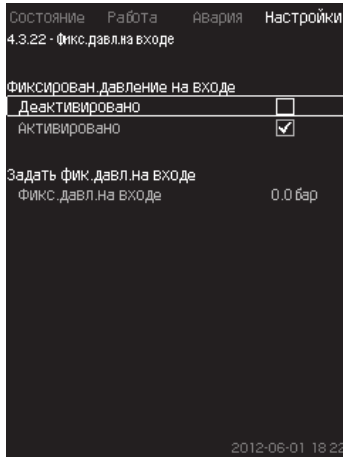 Состояние Работа Авария Настройки
4.3.22 - Фикс.давл.на входе
Фиксирован.давление на входе
Деактивировано
Активировано
Задать фик.давл.на входе
Фикс.давл.на входе 0.0 бар
2012-06-01 18:22